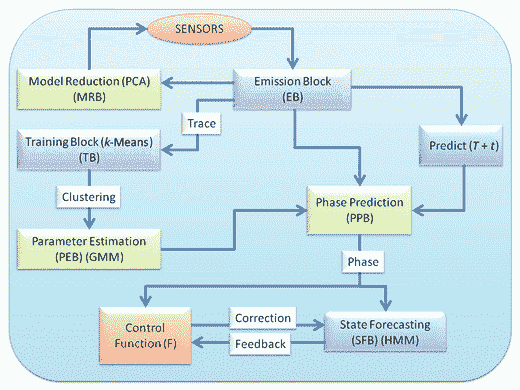 SENSORS
Model Reduction (PCA)
(MRB)
Emission Block
(EB)
Trace
Training Block (k-Means)
(TB)
Predict (T + t)
Clustering
Phase Prediction
(PPB)
Parameter Estimation
(PEB) (GMM)
Phase
Control
Function (F)
Correction
Feedback
State Forecasting
(SFB) (HMM)